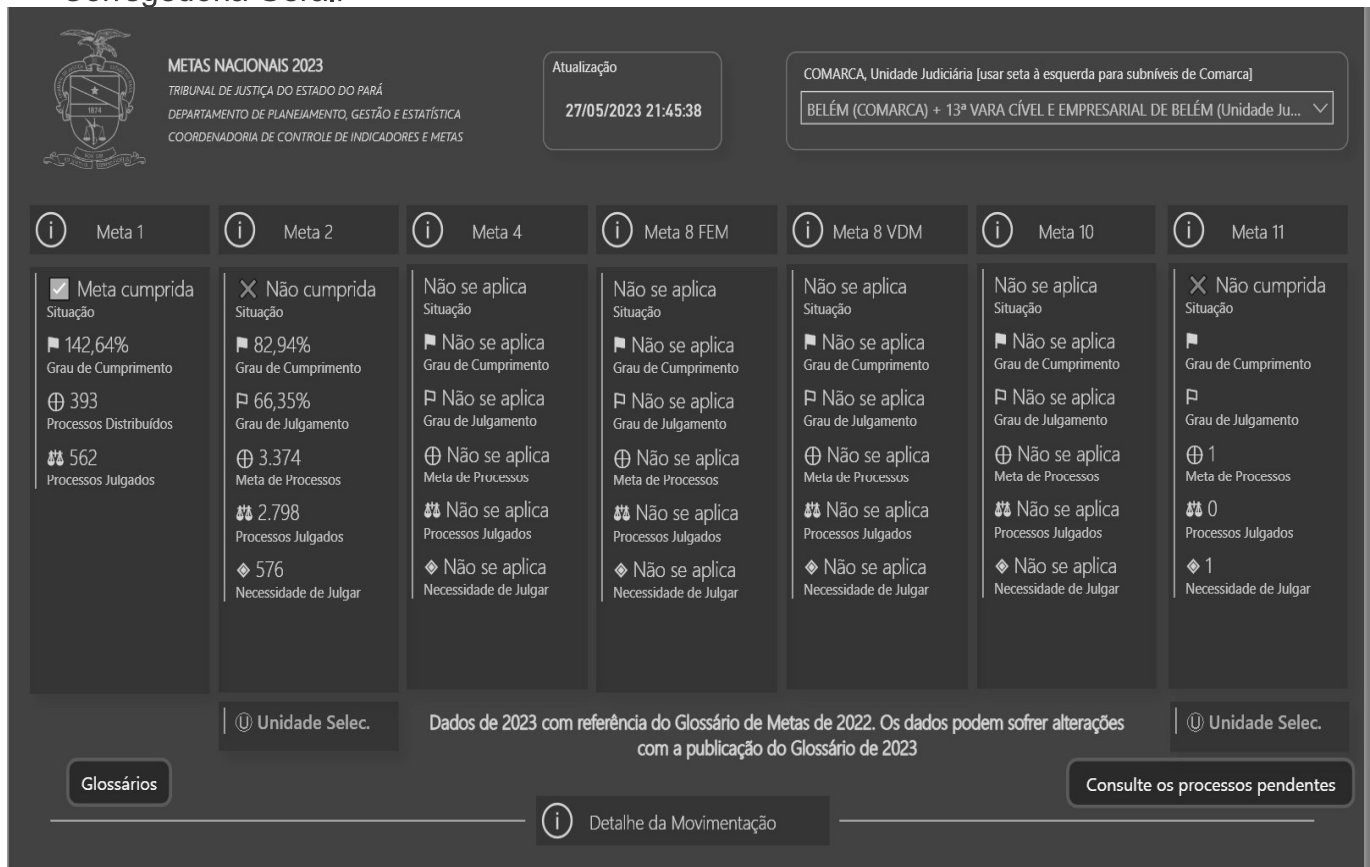 Corregedoria Geral.
METAS NACIONAIS 2023
TRIBUNAL DE JUSTIÇA DO ESTADO DO PARÁ
DEPARTAMENTO DE PLANEJAMENTO, GESTÃO E ESTATÍSTICA
COORDENADORIA DE CONTROLE DE INDICADORES E METAS
1874
Atualização
27/05/2023 21:45:38
COMARCA, Unidade Judiciária [usar seta à esquerda para subníveis de Comarca]
BELÉM (COMARCA) + 13ª VARA CÍVEL E EMPRESARIAL DE BELÉM (Unidade Ju...
Meta 1
Meta cumprida
Situação
142,64%
Grau de Cumprimento
393
Processos Distribuídos
562
Processos Julgados
Meta 2
Não cumprida
Situação
82,94%
Grau de Cumprimento
66,35%
Grau de Julgamento
3.374
Meta de Processos
2.798
Processos Julgados
576
Necessidade de Julgar
Unidade Selec.
Meta 4
Não se aplica
Situação
Não se aplica
Grau de Cumprimento
Não se aplica
Grau de Julgamento
Não se aplica
Meta de Processos
Não se aplica
Processos Julgados
Não se aplica
Necessidade de Julgar
Meta 8 FEM
Não se aplica
Situação
Não se aplica
Grau de Cumprimento
Não se aplica
Grau de Julgamento
Não se aplica
Meta de Processos
Não se aplica
Processos Julgados
Não se aplica
Necessidade de Julgar
Meta 8 VDM
Não se aplica
Situação
Não se aplica
Grau de Cumprimento
Não se aplica
Grau de Julgamento
Não se aplica
Meta de Processos
Não se aplica
Processos Julgados
Não se aplica
Necessidade de Julgar
Meta 10
Não se aplica
Situação
Não se aplica
Grau de Cumprimento
Não se aplica
Grau de Julgamento
Não se aplica
Meta de Processos
Não se aplica
Processos Julgados
Não se aplica
Necessidade de Julgar
Meta 11
Não cumprida
Situação
Grau de Cumprimento
Grau de Julgamento
1
Meta de Processos
0
Processos Julgados
1
Necessidade de Julgar
Unidade Selec.
Dados de 2023 com referência do Glossário de Metas de 2022. Os dados podem sofrer alterações
com a publicação do Glossário de 2023
Glossários
Consulte os processos pendentes
Detalhe da Movimentação